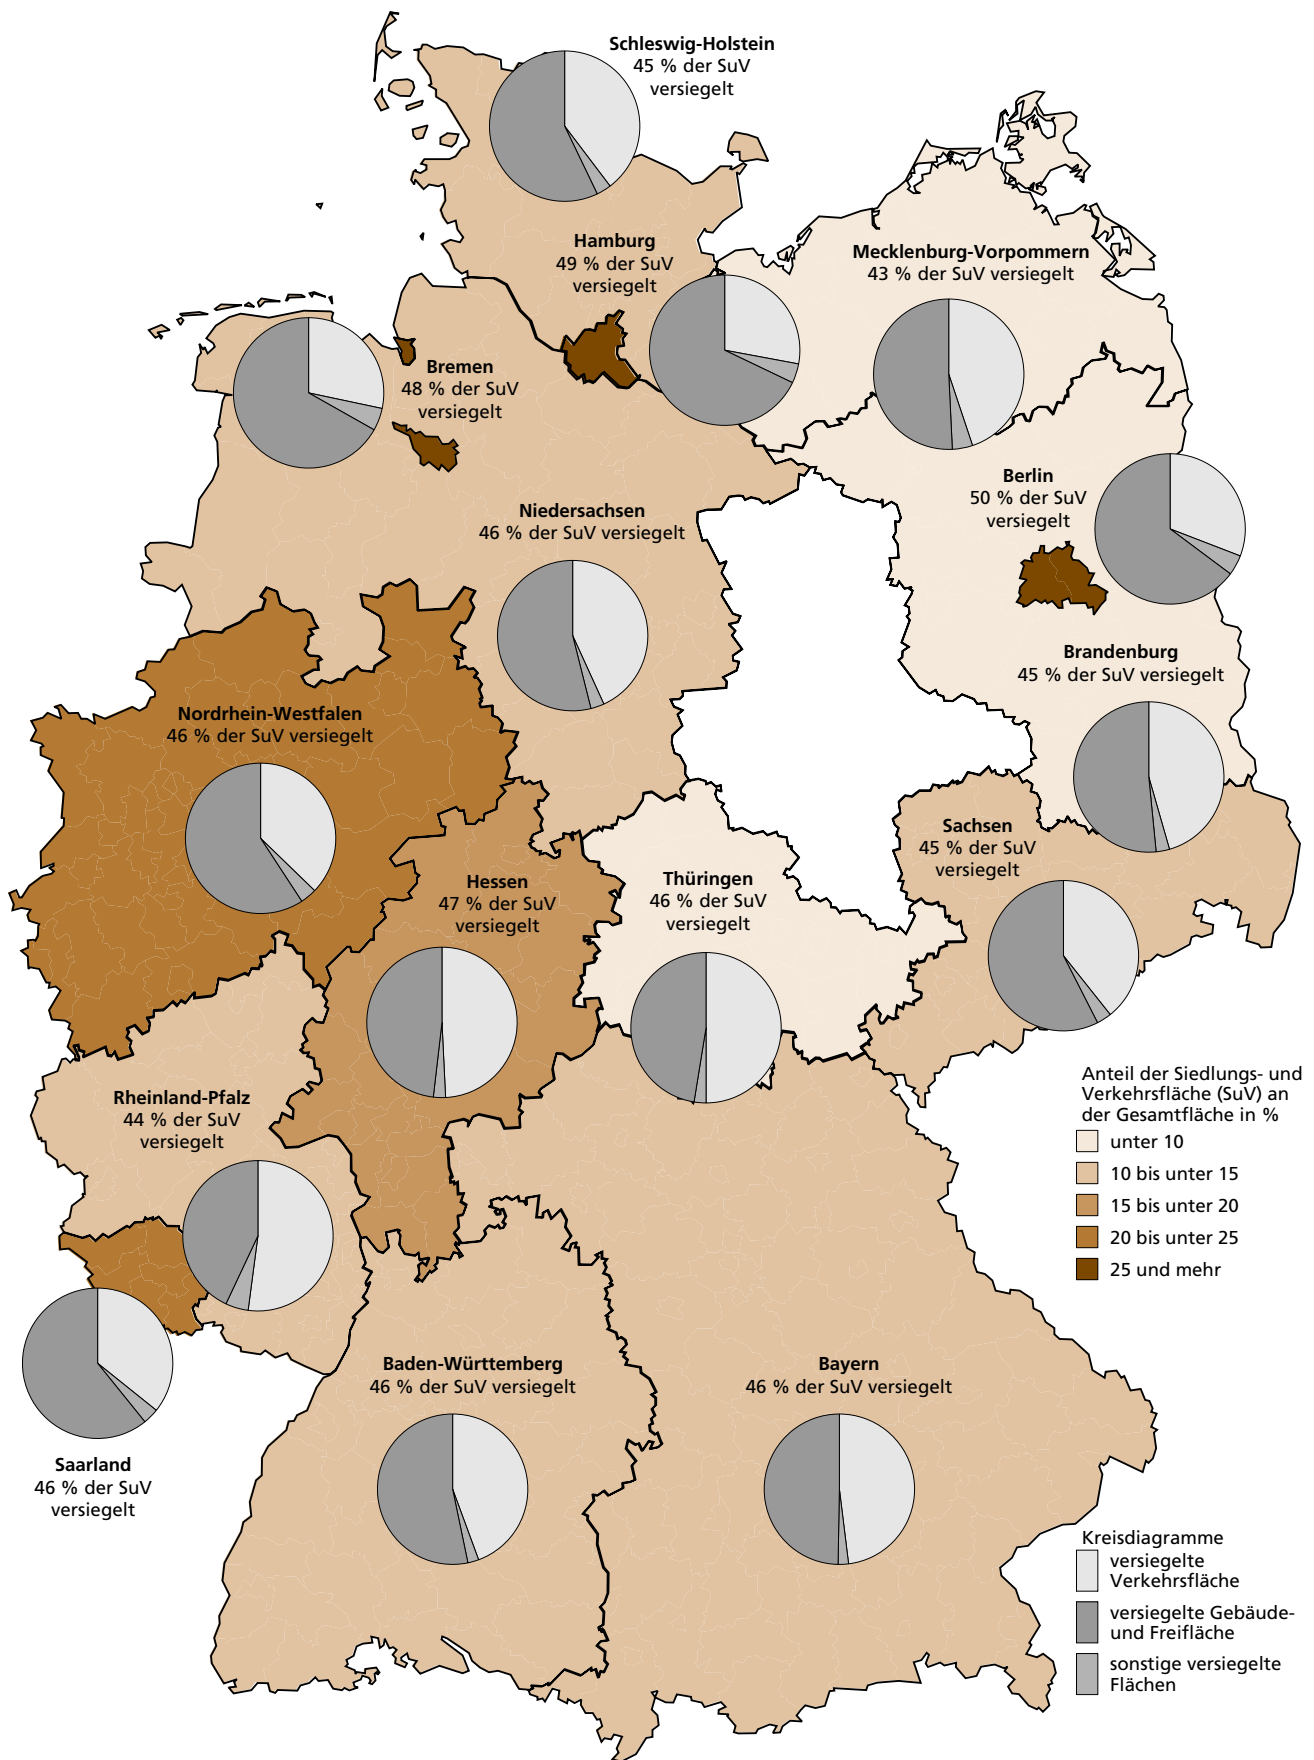 Schleswig-Holstein
45 % der SuV
versiegelt
Hamburg
49 % der SuV
versiegelt
Mecklenburg-Vorpommern
43 % der SuV versiegelt
Bremen
48 % der SuV
versiegelt
Berlin
50 % der SuV
versiegelt
Niedersachsen
46 % der SuV versiegelt
Brandenburg
45 % der SuV versiegelt
Nordrhein-Westfalen
46 % der SuV versiegelt
Sachsen
45 % der SuV
versiegelt
Hessen
47 % der SuV
versiegelt
Thüringen
46 % der SuV
versiegelt
Rheinland-Pfalz
44 % der SuV
versiegelt
Anteil der Siedlungs- und
Verkehrsfläche (SuV) an
der Gesamtfläche in %
unter 10
10 bis unter 15
15 bis unter 20
20 bis unter 25
25 und mehr
Baden-Württemberg
46 % der SuV versiegelt
Bayern
46 % der SuV versiegelt
Saarland
46 % der SuV
versiegelt
Kreisdiagramme
versiegelte
Verkehrsfläche
versiegelte Gebäude-
und Freifläche
sonstige versiegelte
Flächen